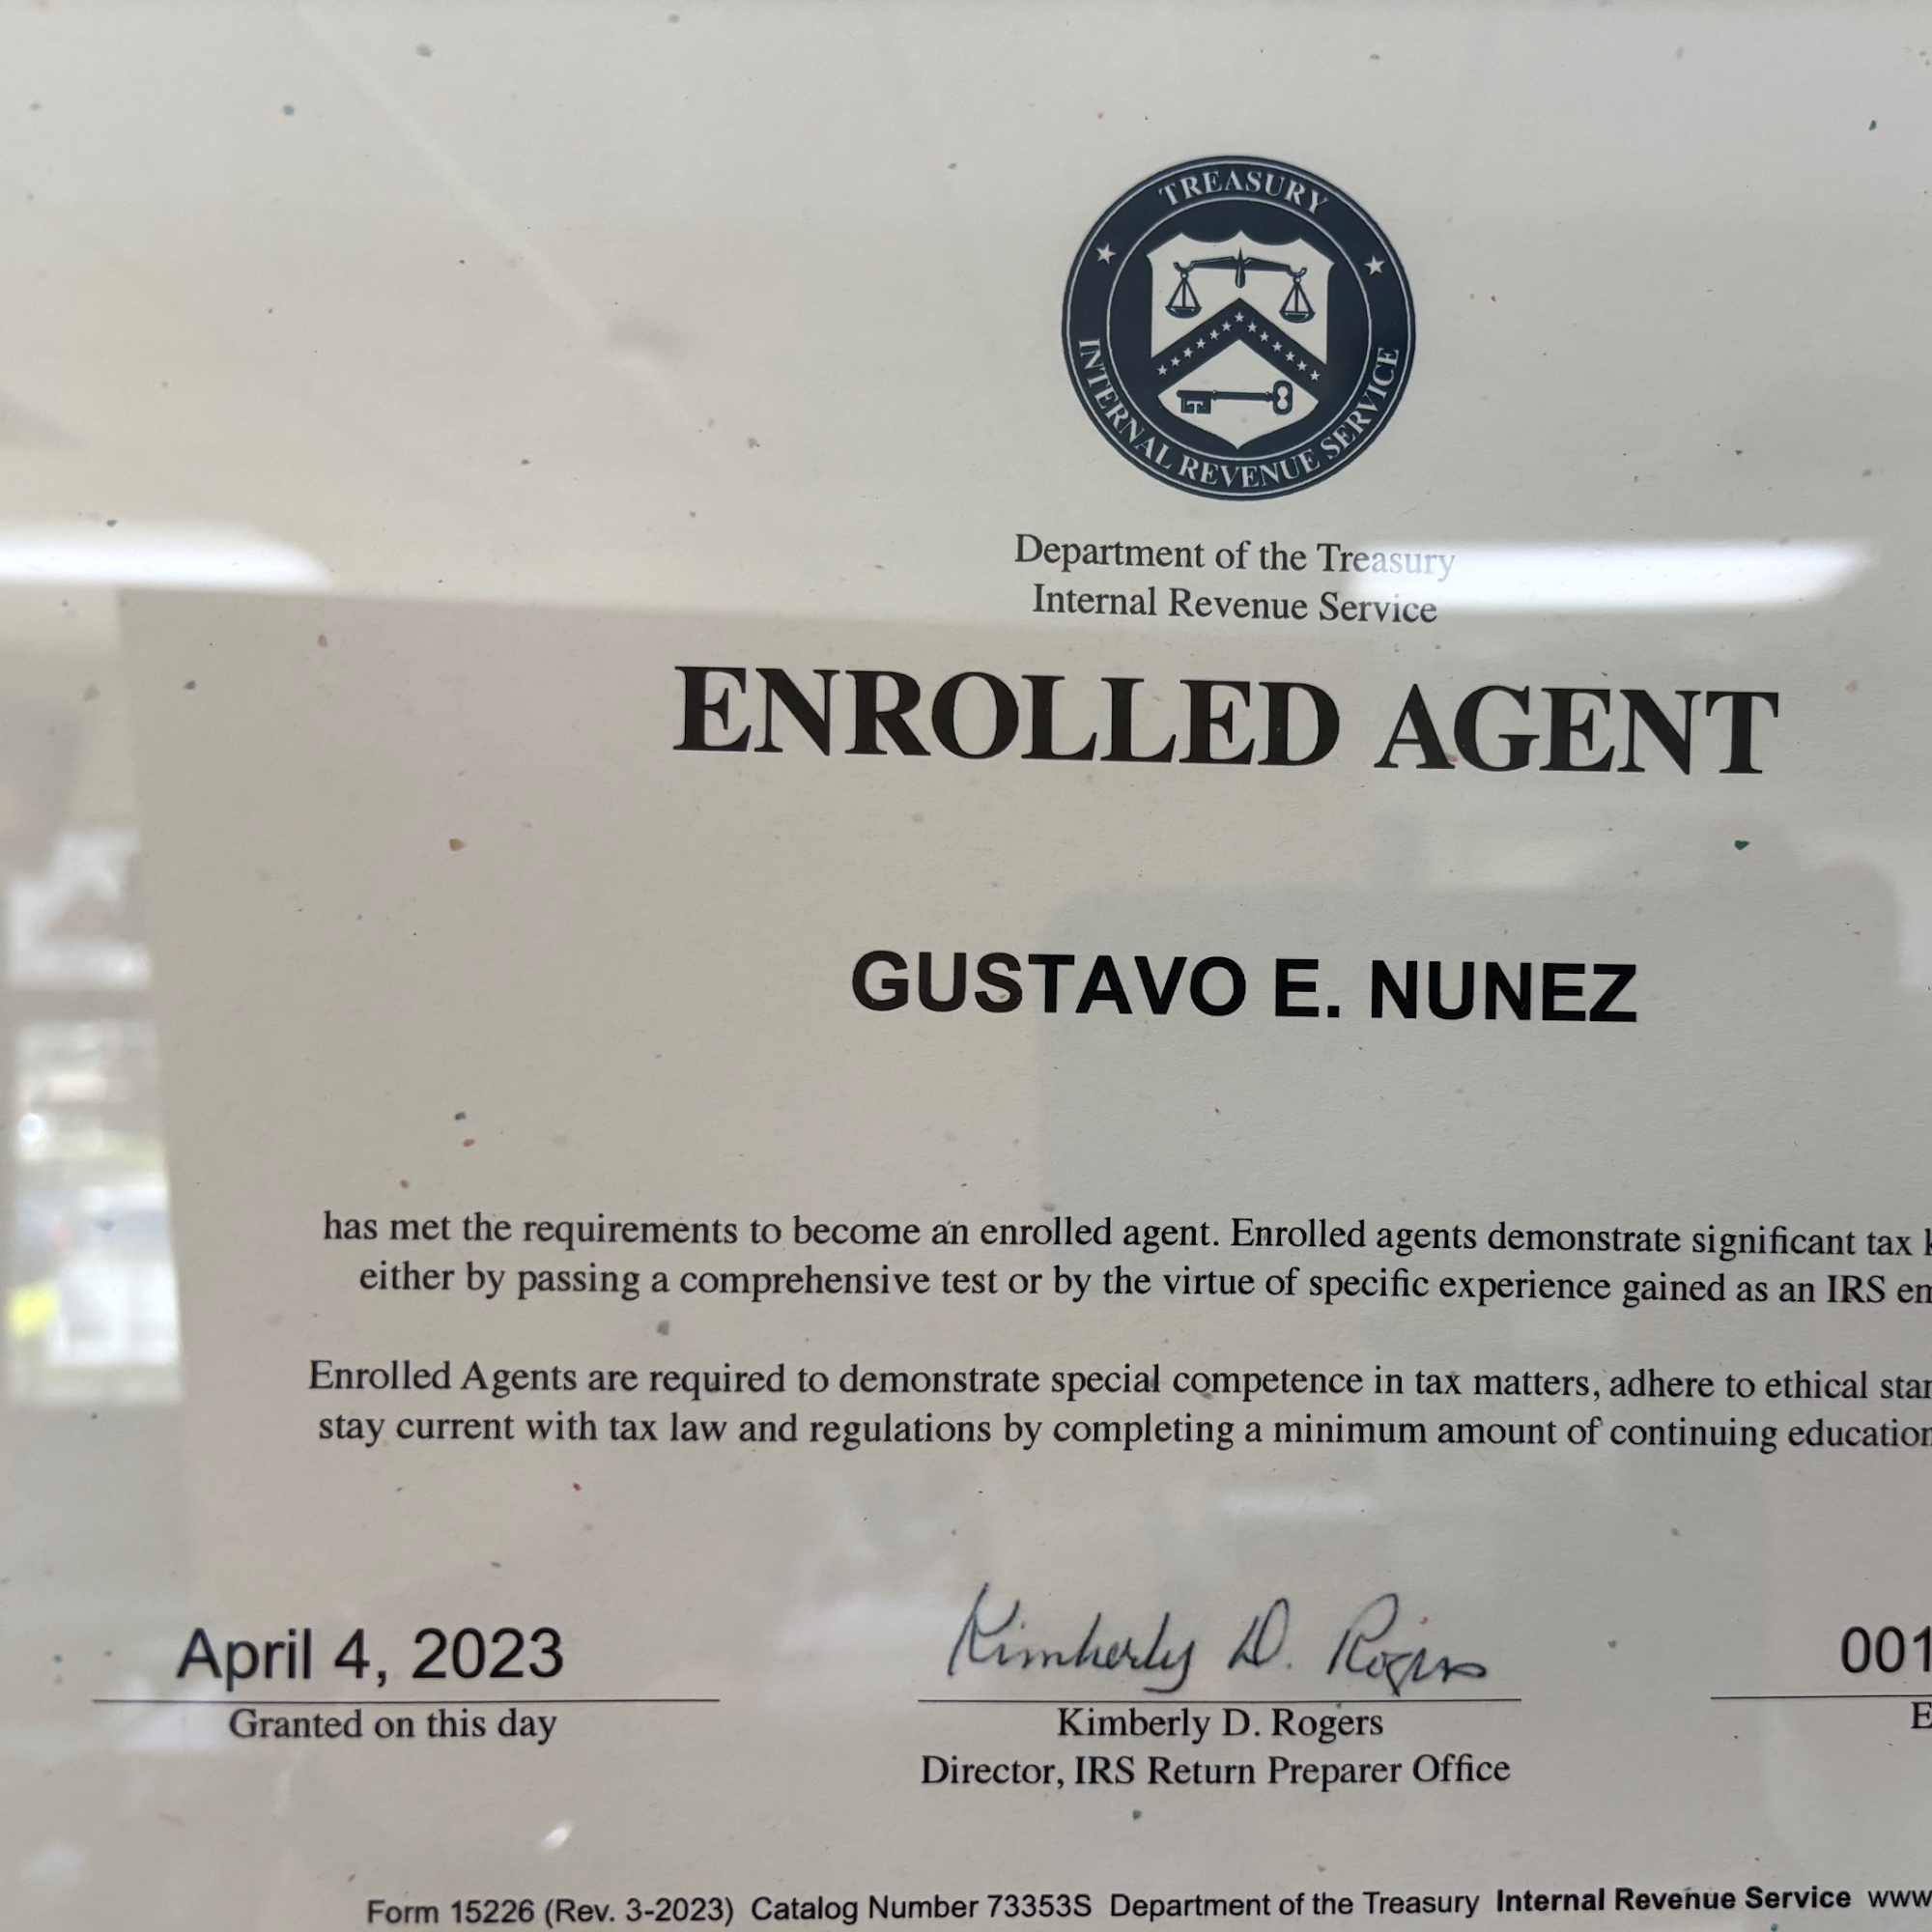 TREASURY
INTERNAL REVENUE SERVICE
Department of the Treasury
Internal Revenue Service
ENROLLED AGENT
GUSTAVO E. NUNEZ
has met the requirements to become an enrolled agent. Enrolled agents demonstrate significant tax
either by passing a comprehensive test or by the virtue of specific experience gained as an IRS
Enrolled Agents are required to demonstrate special competence in tax matters, adhere to ethical
stay current with tax law and regulations by completing a minimum amount of continuing education
April 4, 2023
Granted on this day
Kimberly D. Rogers
Kimberly D. Rogers
Director, IRS Return Preparer Office
001
Form 15226 (Rev. 3-2023) Catalog Number 73353S Department of the Treasury Internal Revenue Service www